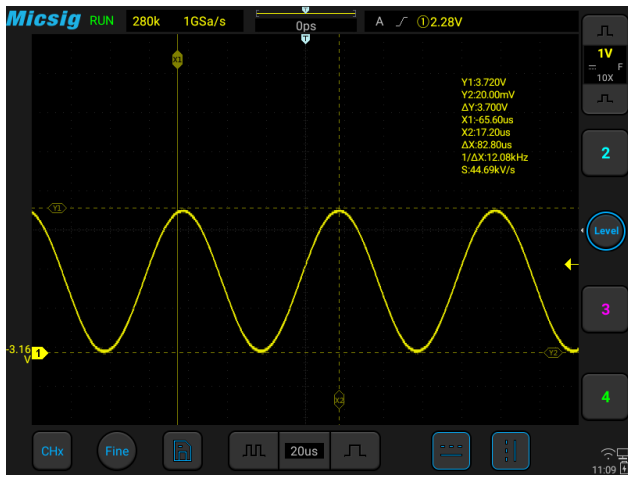 Micsig RUN 280k 1GSa/s 0ps A ①2.28V
T
T
X1
1V
F
10X
Y1:3.720V
Y2:20.00mV
ΔY:3.700V
X1:-65.60us
X2:17.20us
ΔX:82.80us
1/ΔX:12.08kHz
S:44.69kV/s
2
Y1
Level
3
-3.16
V
1
Y2
X2
4
CHx Fine 20us
11:09